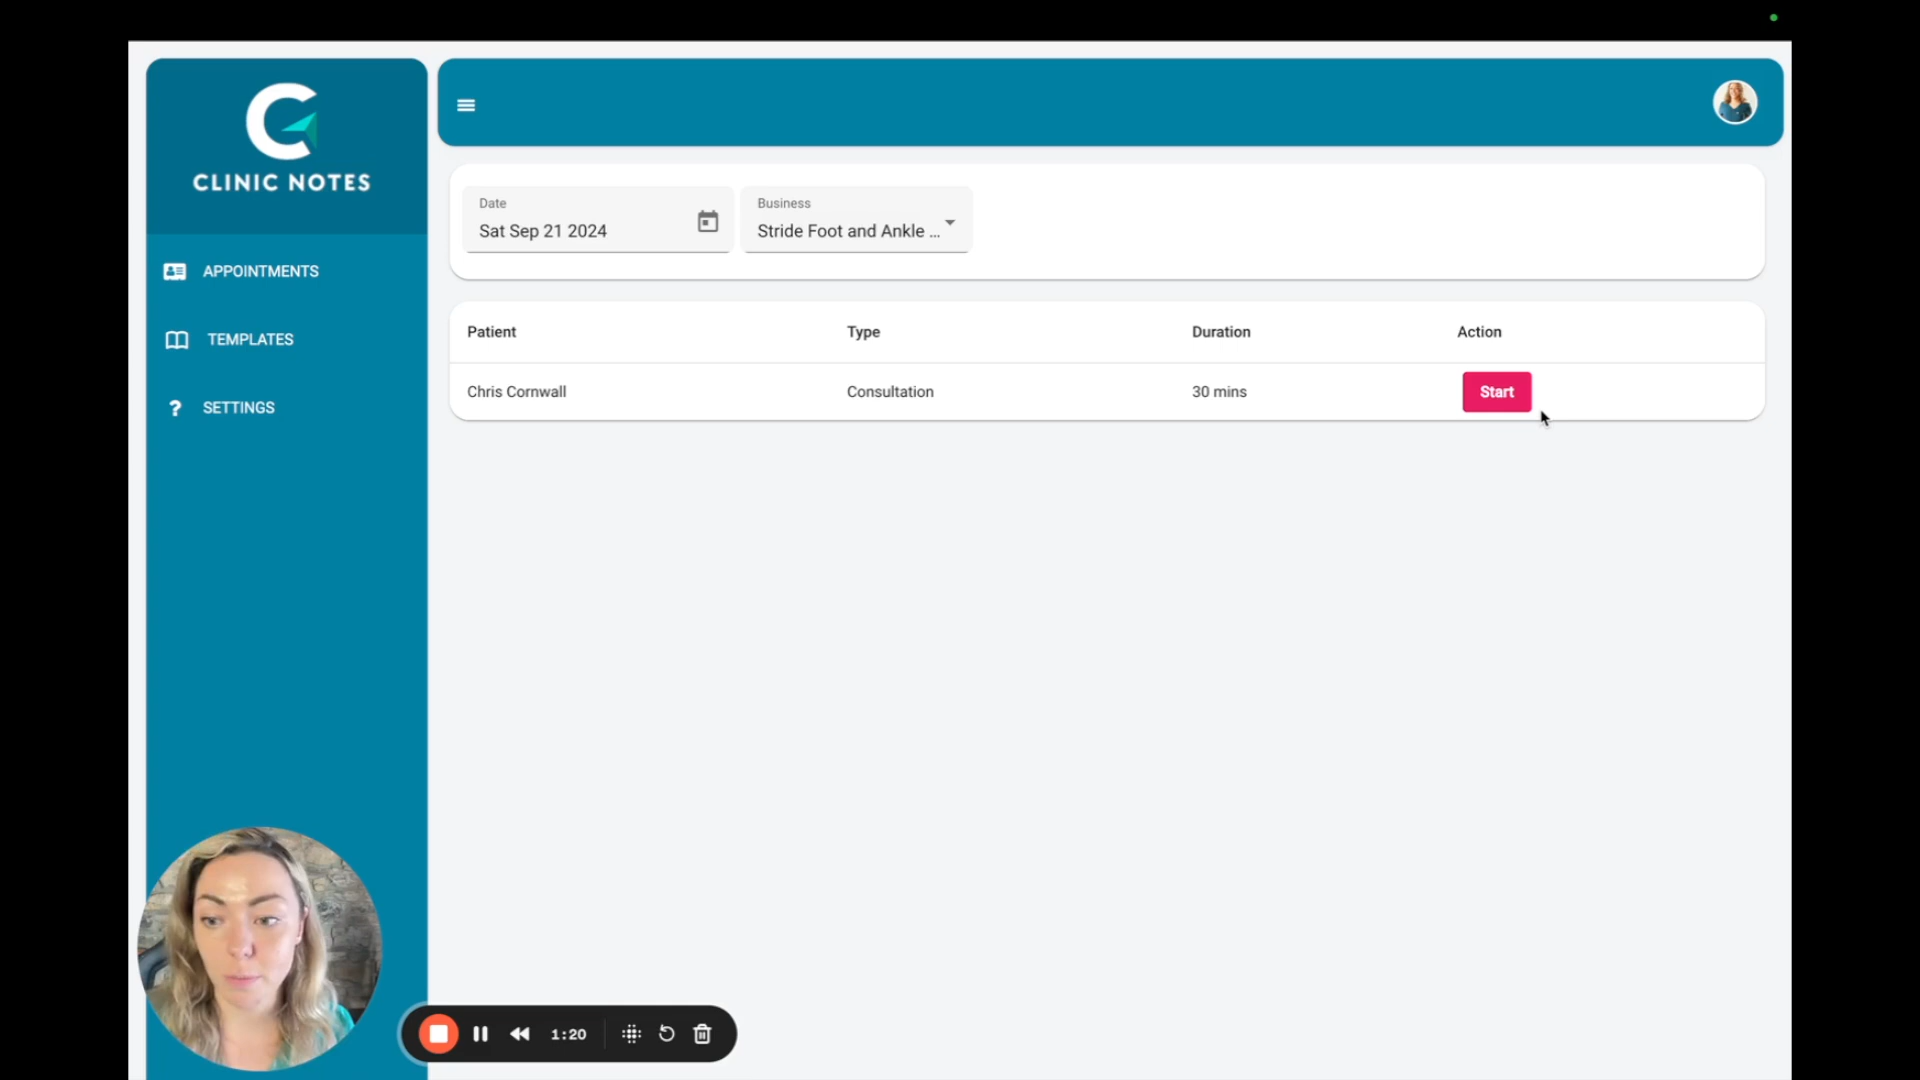 CLINIC NOTES
APPOINTMENTS
TEMPLATES
SETTINGS
Date
Sat Sep 21 2024
Business
Stride Foot and Ankle ...
Patient Type Duration Action
Chris Cornwall Consultation 30 mins Start
1:20